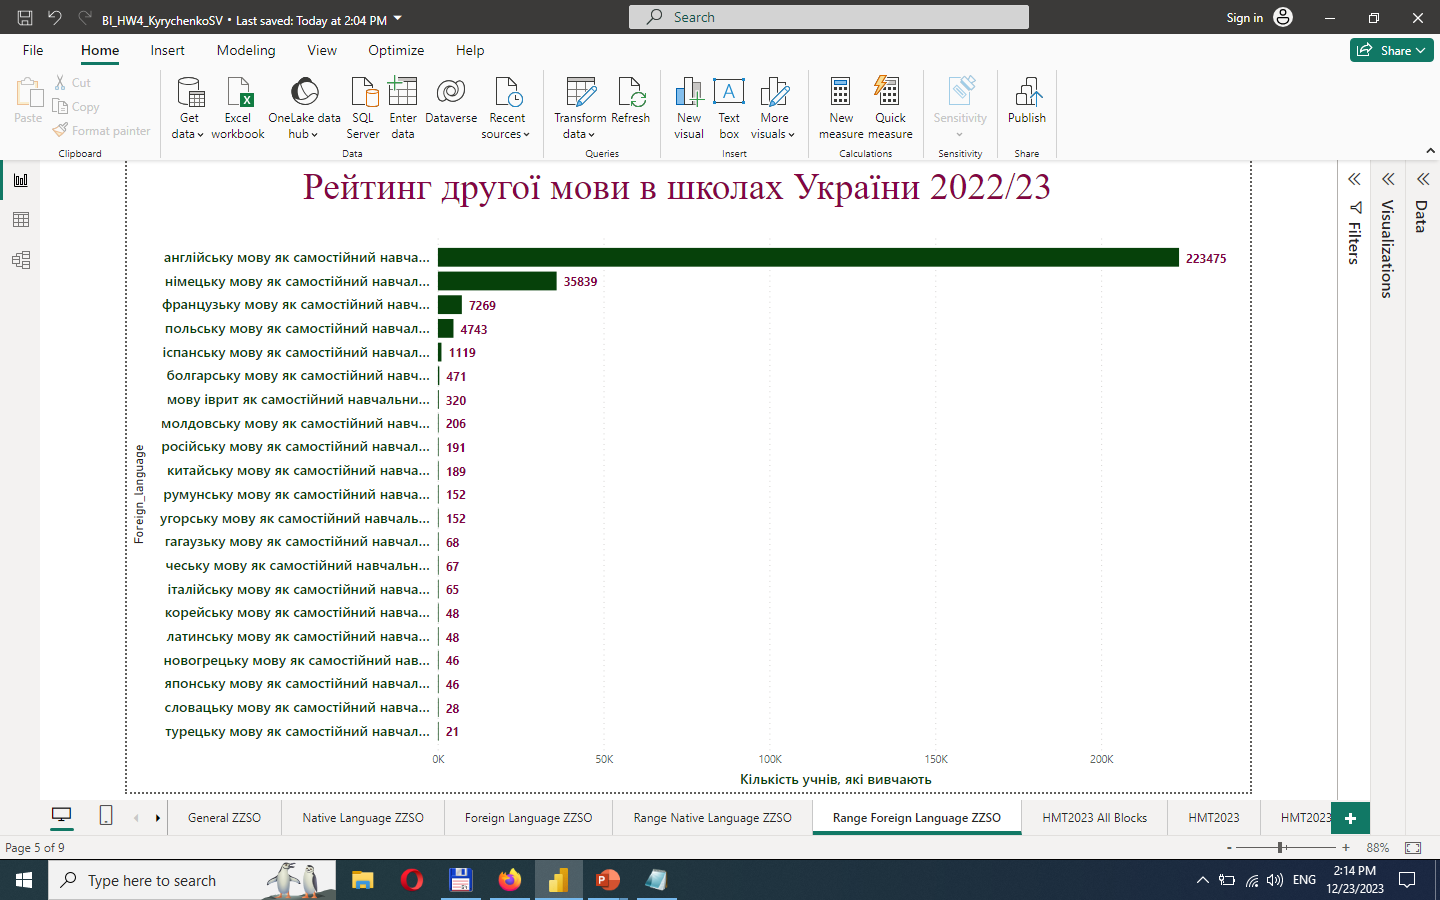 BI_HW4_KyrychenkoSV • Last saved: Today at 2:04 PM
Search
Sign in
File Home Insert Modeling View Optimize Help
Share
Paste
Cut
Copy
Format painter
Clipboard
Get data
Excel workbook
OneLake data hub
SQL Server
Enter data
Dataverse
Recent sources
Data
Transform data
Refresh
Queries
New visual
Text box
More visuals
Insert
New measure
Quick measure
Calculations
Sensitivity
Sensitivity
Publish
Share
Рейтинг другої мови в школах України 2022/23
Foreign_language
англійську мову як самостійний навча... 223475
німецьку мову як самостійний навчал... 35839
французьку мову як самостійний навч... 7269
польську мову як самостійний навчал... 4743
іспанську мову як самостійний навчал... 1119
болгарську мову як самостійний навч... 471
мову іврит як самостійний навчальни... 320
молдовську мову як самостійний навч... 206
російську мову як самостійний навчал... 191
китайську мову як самостійний навча... 189
румунську мову як самостійний навча... 152
угорську мову як самостійний навчаль... 152
гагаузьку мову як самостійний навчал... 68
чеську мову як самостійний навчальн... 67
італійську мову як самостійний навча... 65
корейську мову як самостійний навча... 48
латинську мову як самостійний навча... 48
новогрецьку мову як самостійний нав... 46
японську мову як самостійний навчал... 46
словацьку мову як самостійний навча... 28
турецьку мову як самостійний навчал... 21
0K 50K 100K 150K 200K
Кількість учнів, які вивчають
Filters
Visualizations
Data
General ZZSO
Native Language ZZSO
Foreign Language ZZSO
Range Native Language ZZSO
Range Foreign Language ZZSO
HMT2023 All Blocks
HMT2023
HMT2023
Page 5 of 9
- + 88%
Type here to search
ENG
2:14 PM
12/23/2023